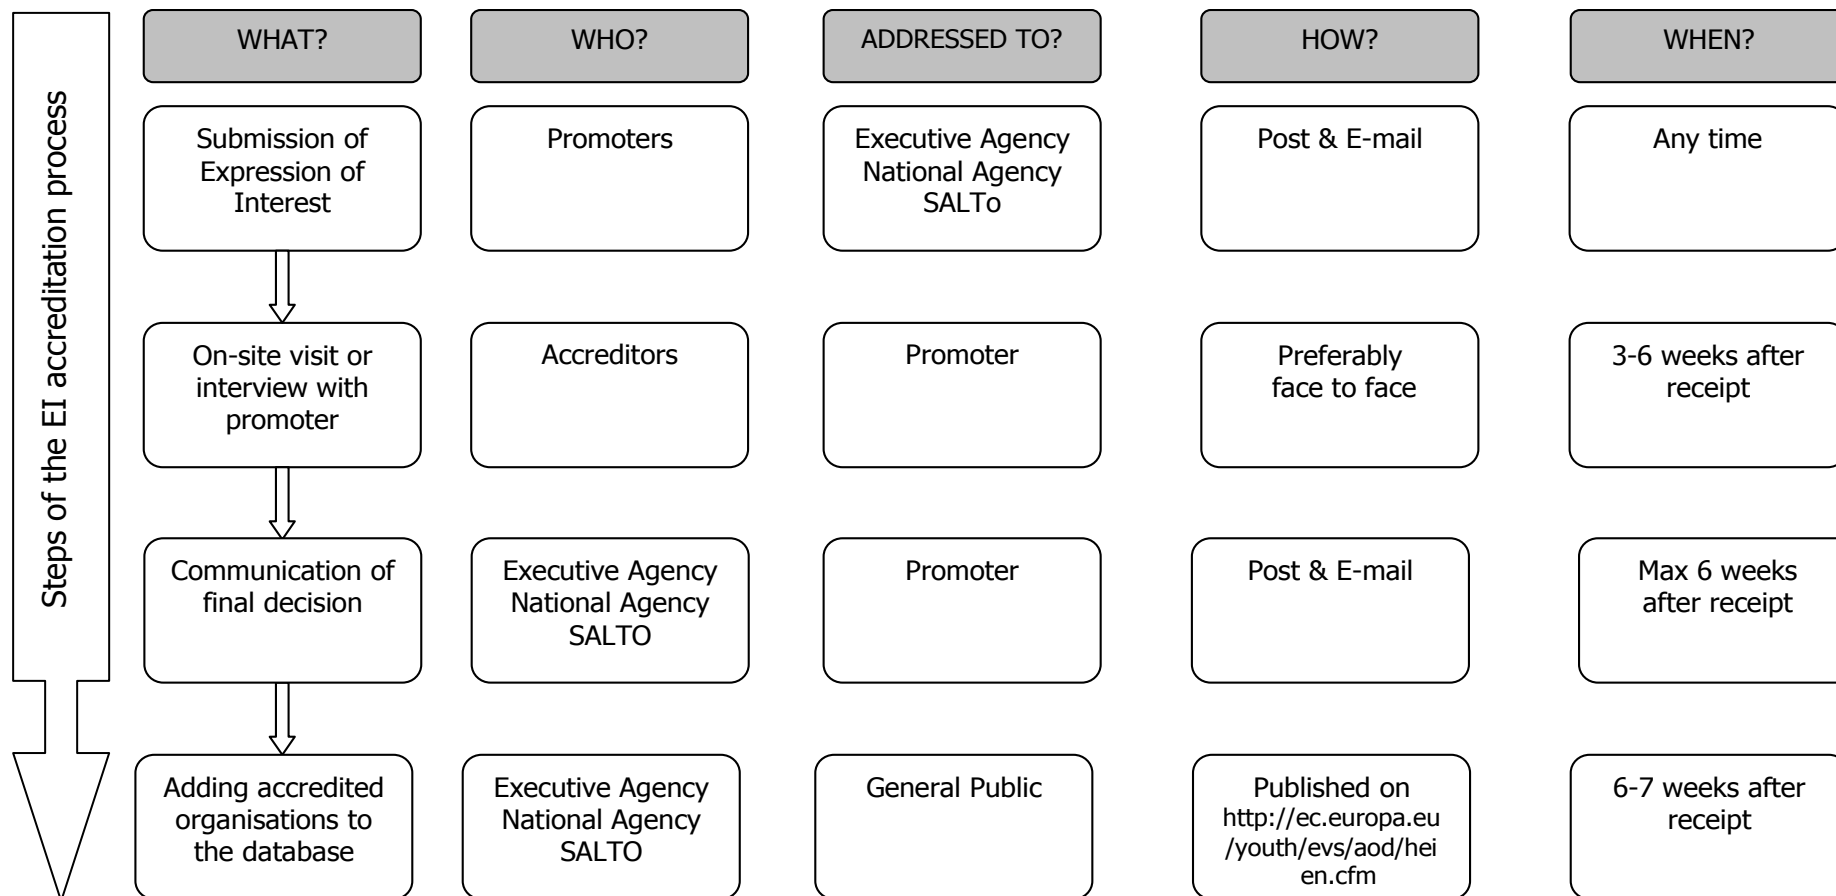 Steps of the EI accreditation process
WHAT?
WHO?
ADDRESSED TO?
HOW?
WHEN?
Submission of
Expression of
Interest
Promoters
Executive Agency
National Agency
SALTo
Post & E-mail
Any time
On-site visit or
interview with
promoter
Accreditors
Promoter
Preferably
face to face
3-6 weeks after
receipt
Communication of
final decision
Executive Agency
National Agency
SALTO
Promoter
Post & E-mail
Max 6 weeks
after receipt
Adding accredited
organisations to
the database
Executive Agency
National Agency
SALTO
General Public
Published on
http://ec.europa.eu
/youth/evs/aod/hei
en.cfm
6-7 weeks after
receipt